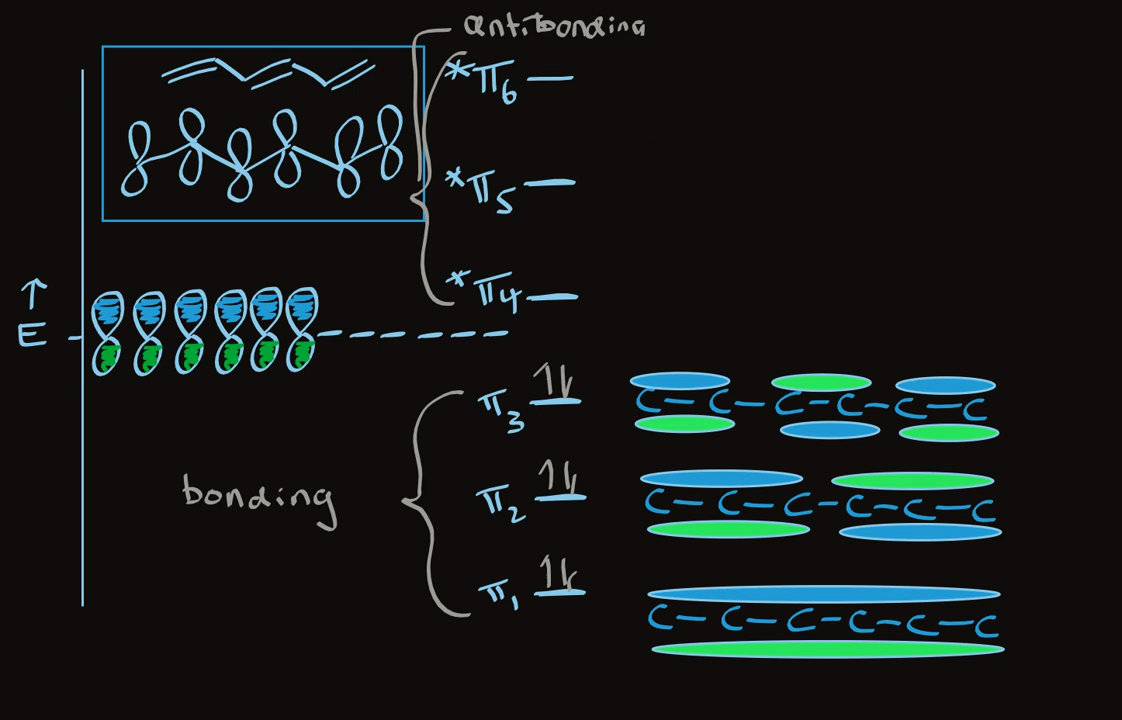 antibonding
*π6
*π5
*π4
↑
E
π3 ↿⇂
C-C-C-C-C-C
bonding
π2 ↿⇂
C-C-C-C-C-C
π1 ↿⇂
C-C-C-C-C-C